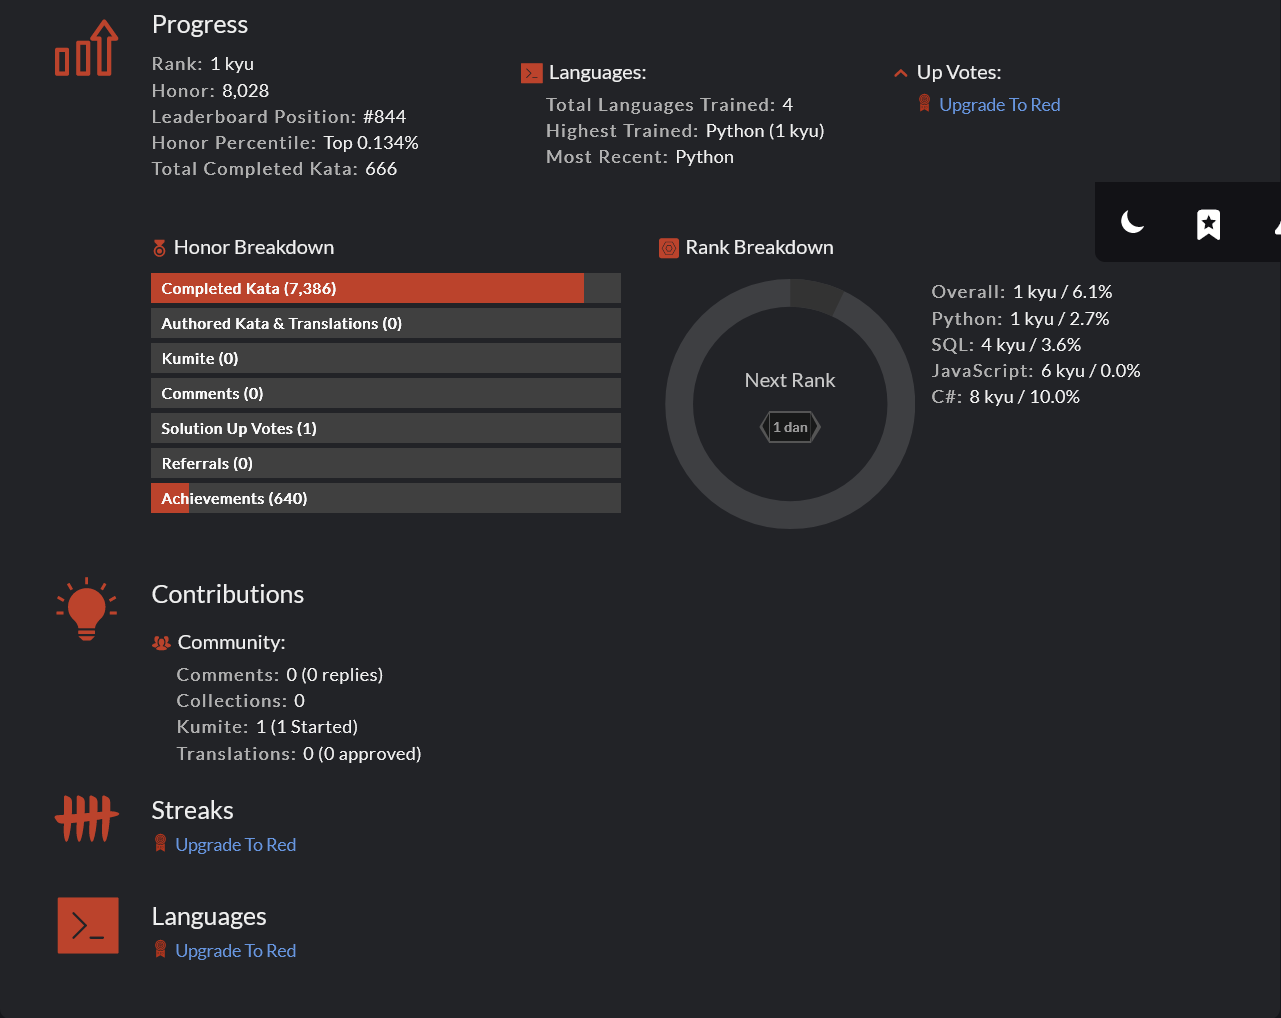 Progress
Rank: 1 kyu
Honor: 8,028
Leaderboard Position: #844
Honor Percentile: Top 0.134%
Total Completed Kata: 666
Languages:
Total Languages Trained: 4
Highest Trained: Python (1 kyu)
Most Recent: Python
Up Votes:
Upgrade To Red
Honor Breakdown
Completed Kata (7,386)
Authored Kata & Translations (0)
Kumite (0)
Comments (0)
Solution Up Votes (1)
Referrals (0)
Achievements (640)
Rank Breakdown
Next Rank
1 dan
Overall: 1 kyu / 6.1%
Python: 1 kyu / 2.7%
SQL: 4 kyu / 3.6%
JavaScript: 6 kyu / 0.0%
C#: 8 kyu / 10.0%
Contributions
Community:
Comments: 0 (0 replies)
Collections: 0
Kumite: 1 (1 Started)
Translations: 0 (0 approved)
Streaks
Upgrade To Red
Languages
Upgrade To Red